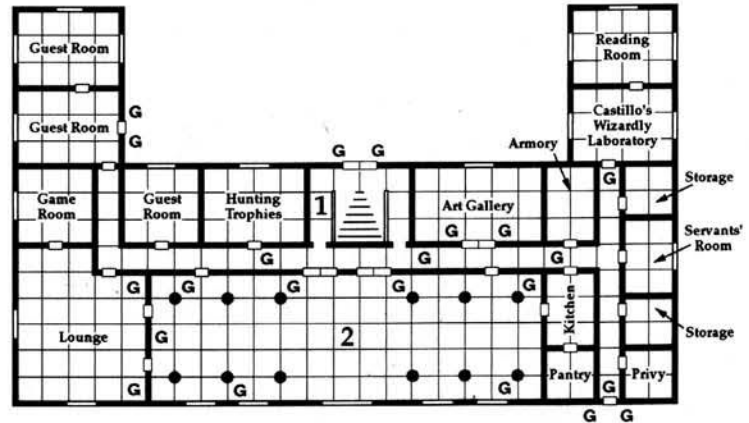 Guest Room
Reading
Room
Guest Room
G
G
Castillo's
Wizardly
Laboratory
G G
Armory
G
Storage
Game
Room
Guest
Room
Hunting
Trophies
1
Art Gallery
G G
Servants'
Room
G
G
G
G
G
G
G
G
G
Kitchen
Lounge
G
2
Storage
G
G
G
Pantry
G
Privy
G G